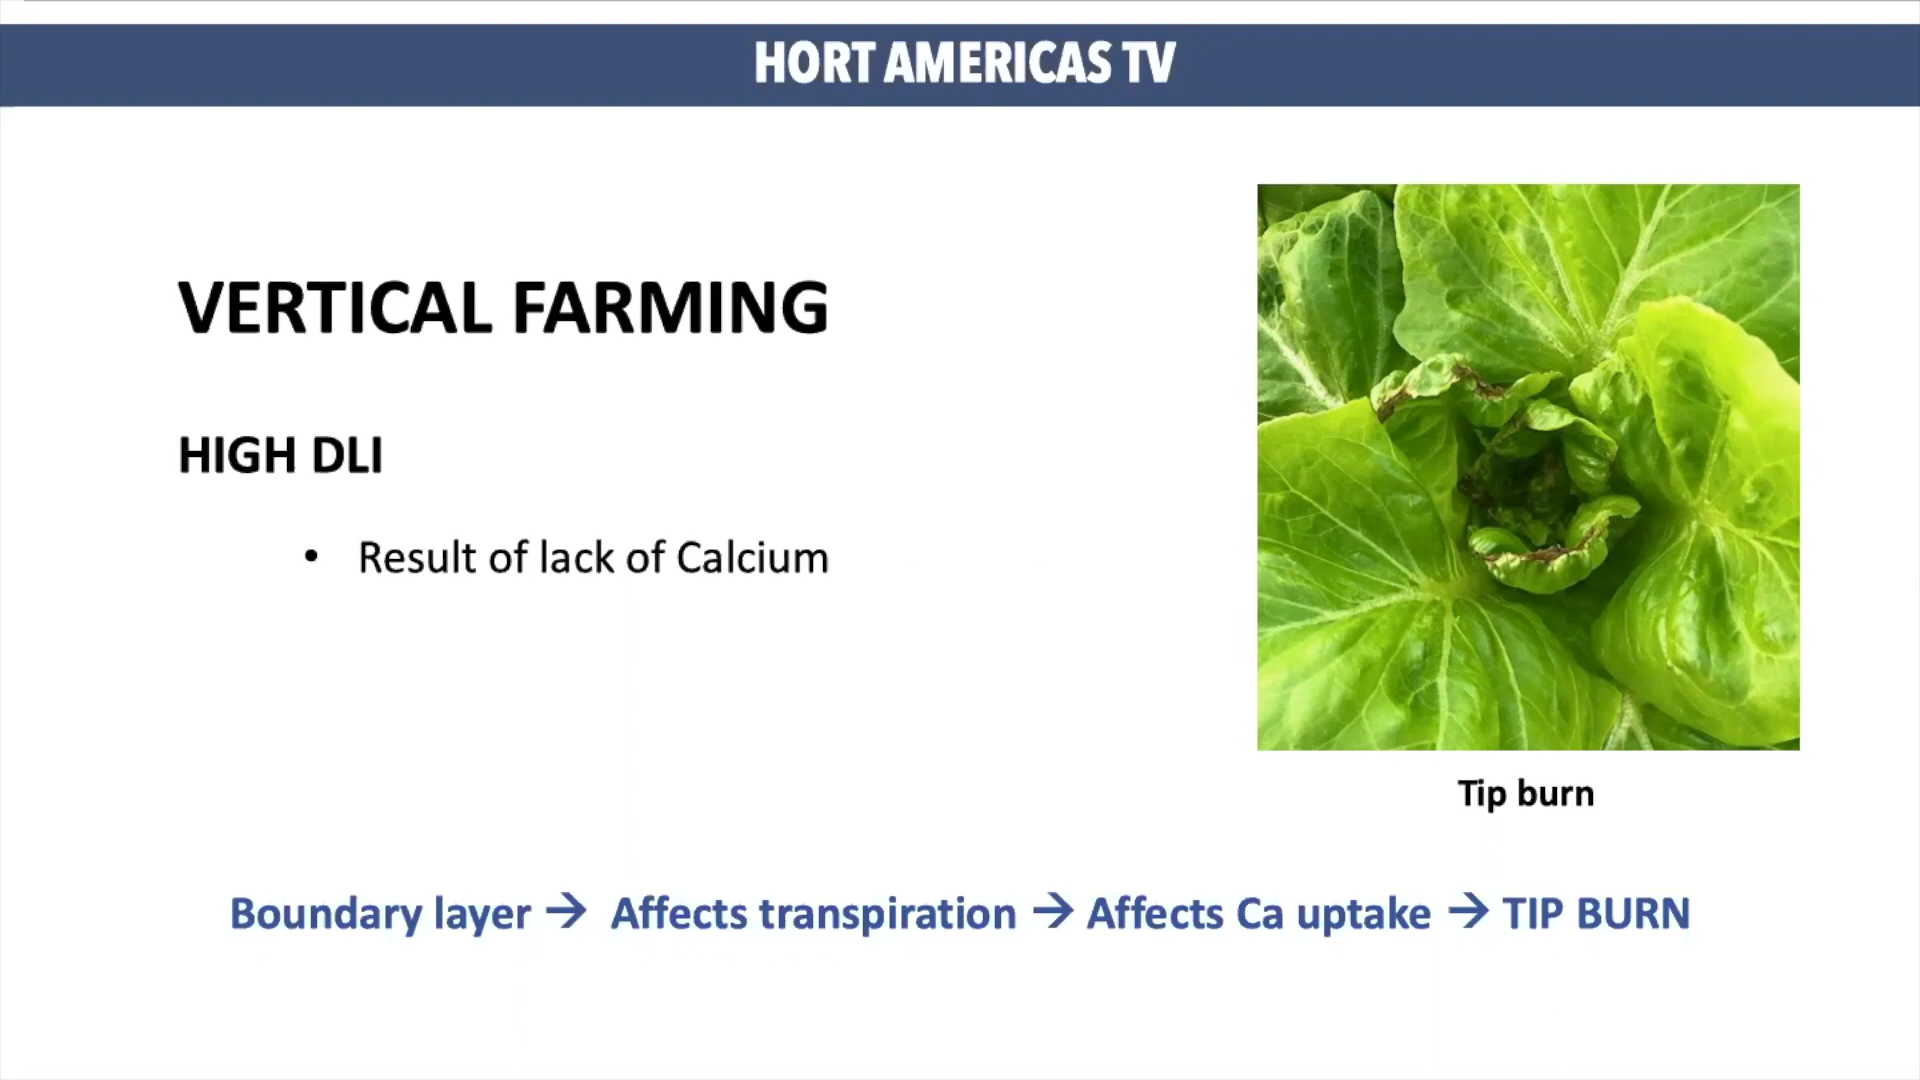 HORT AMERICAS TV
VERTICAL FARMING
HIGH DLI
• Result of lack of Calcium
Tip burn
Boundary layer → Affects transpiration → Affects Ca uptake → TIP BURN